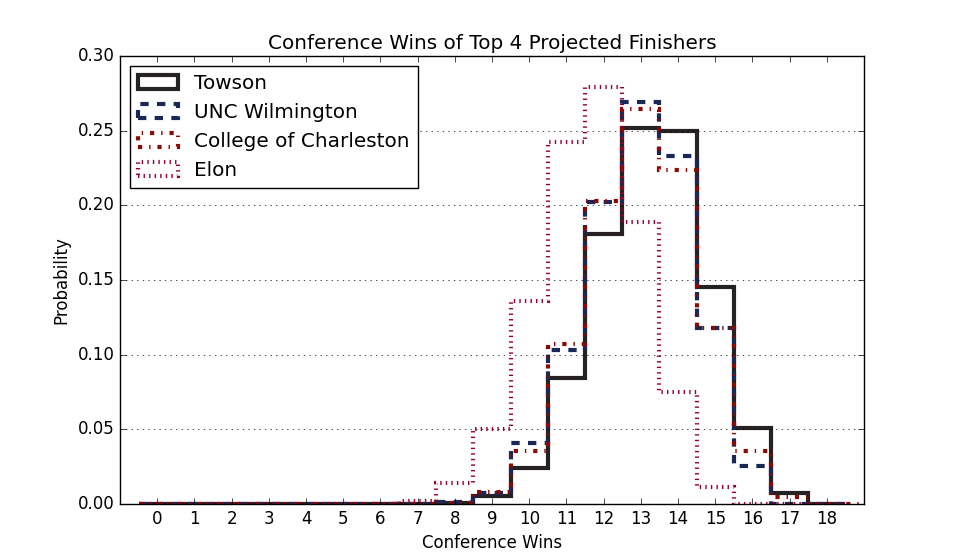 Conference Wins of Top 4 Projected Finishers
0.30
0.25
0.20
0.15
0.10
0.05
0.00
Probability
Towson
UNC Wilmington
College of Charleston
Elon
0 1 2 3 4 5 6 7 8 9 10 11 12 13 14 15 16 17 18
Conference Wins